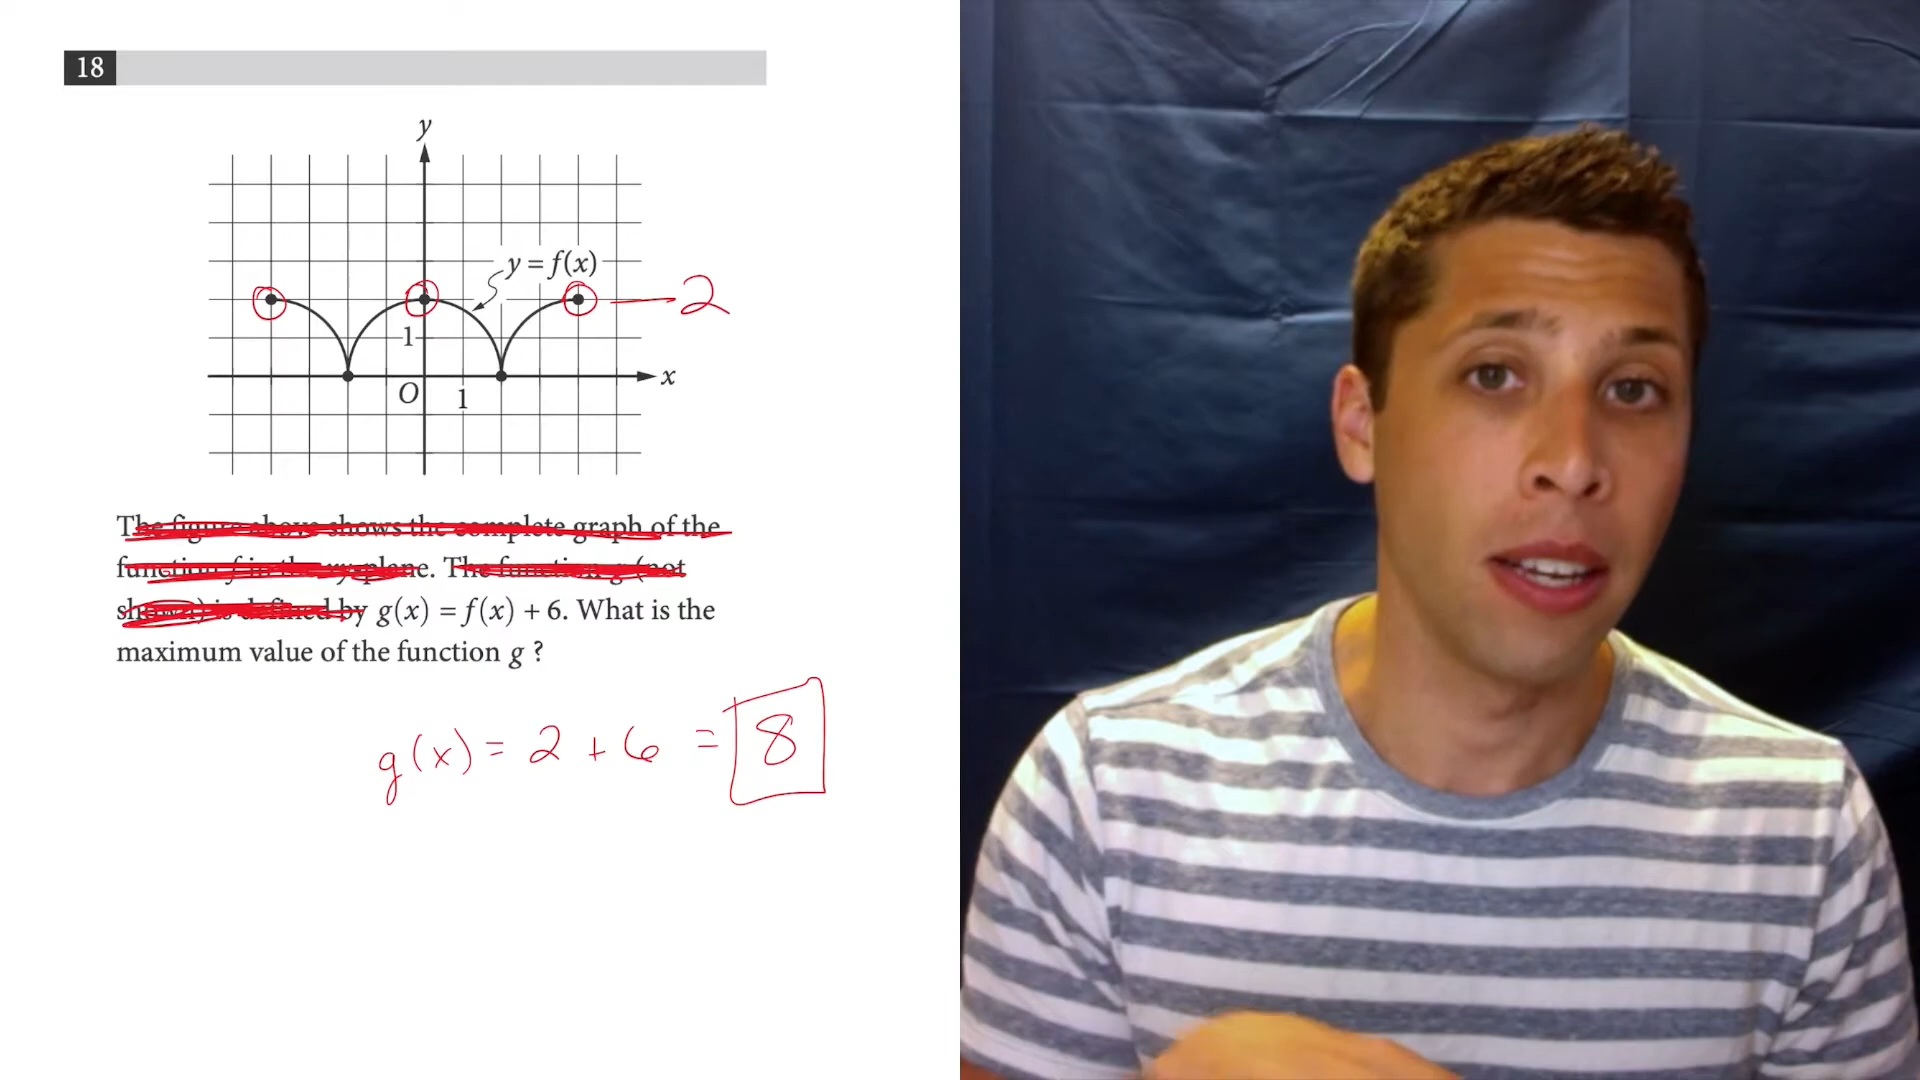 18
y
y = f(x)
2
1
x
O
1
The figure above shows the complete graph of the
function f in the xy-plane. The function g (not
shown) is defined by g(x) = f(x) + 6. What is the
maximum value of the function g ?
g(x) = 2 + 6 = 8